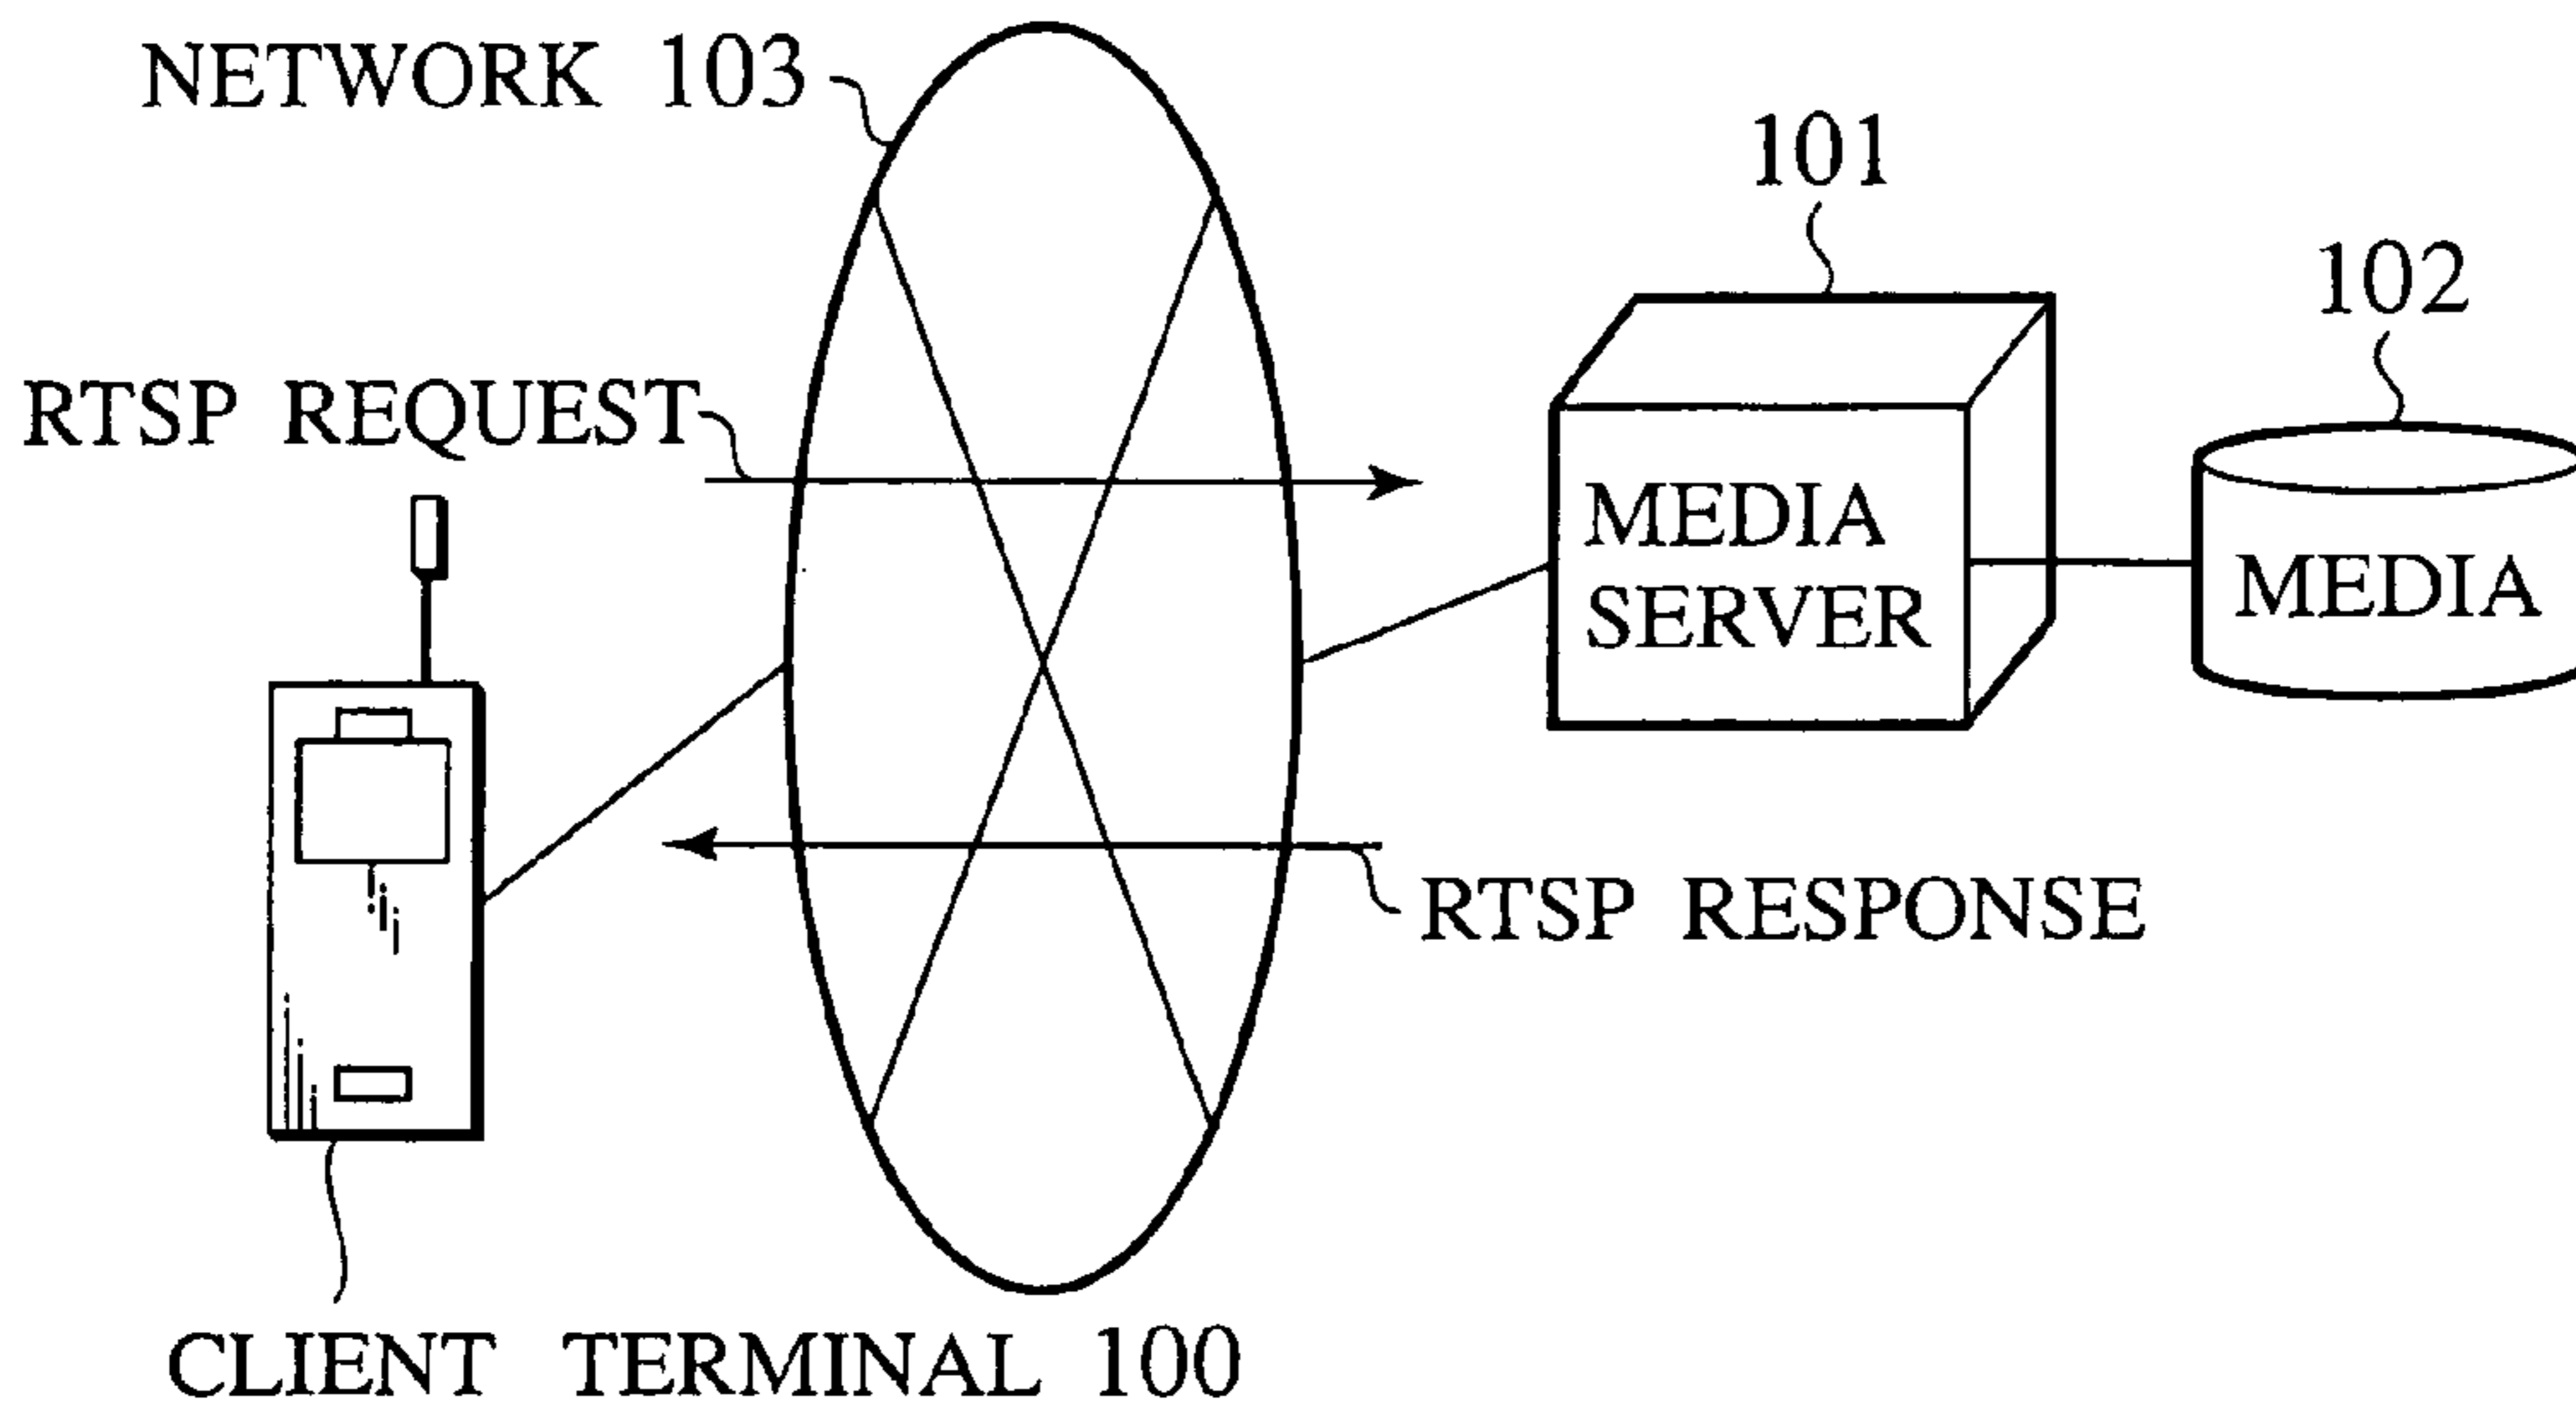 NETWORK 103
101
102
RTSP REQUEST
MEDIA
SERVER
MEDIA
RTSP RESPONSE
CLIENT TERMINAL 100